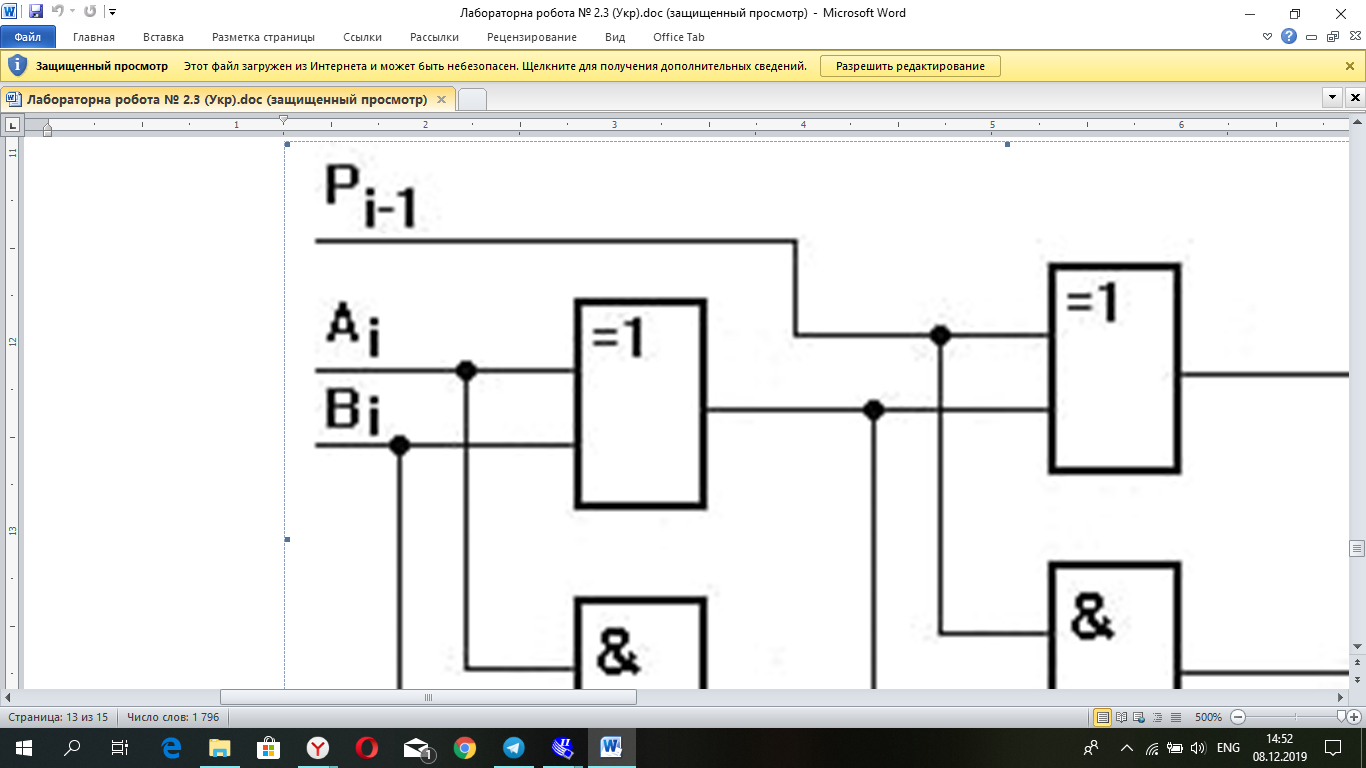 Лабораторна робота № 2.3 (Укр).doc (защищенный просмотр) - Microsoft Word
Файл Главная Вставка Разметка страницы Ссылки Рассылки Рецензирование Вид Office Tab
Защищенный просмотр Этот файл загружен из Интернета и может быть небезопасен. Щелкните для получения дополнительных сведений. Разрешить редактирование
Лабораторна робота № 2.3 (Укр).doc (защищенный просмотр)
1 2 3 4 5 6
11
P i-1
=1
A i
=1
12
B i
13
&
&
Страница: 13 из 15 Число слов: 1 796 500%
1 ENG 14:52
08.12.2019